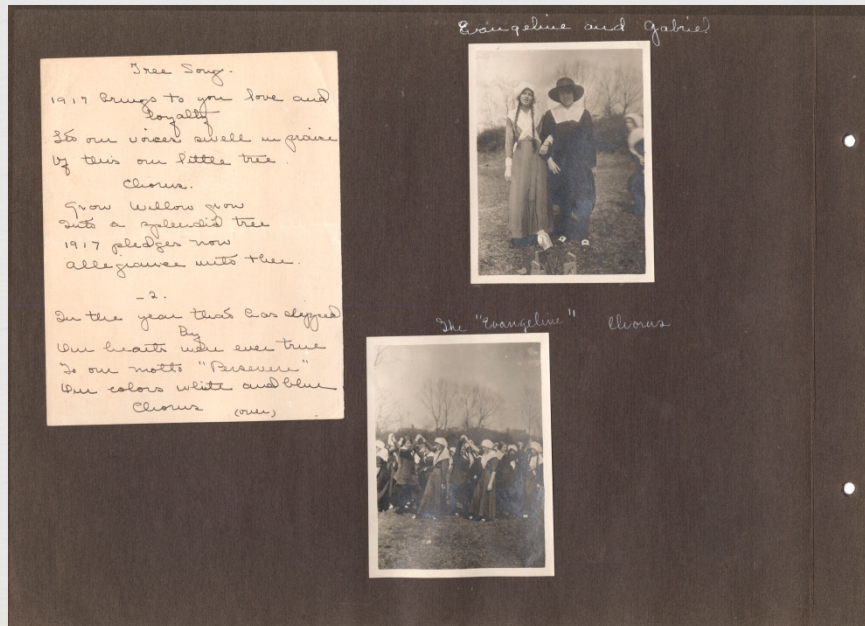 Tree Song.
1917 brings to you love and
loyalty
Let our voices swell in praise
Of this our little tree.
Chorus.
Grow Willow grow
Into a splendid tree
1917 pledges now
allegiance unto thee.
- 2.
In the year that has slipped
By
Our hearts were ever true
To our motto "Persevere"
Our colors white and blue
Chorus (over)
Evangeline and Gabriel
The "Evangeline" Chorus